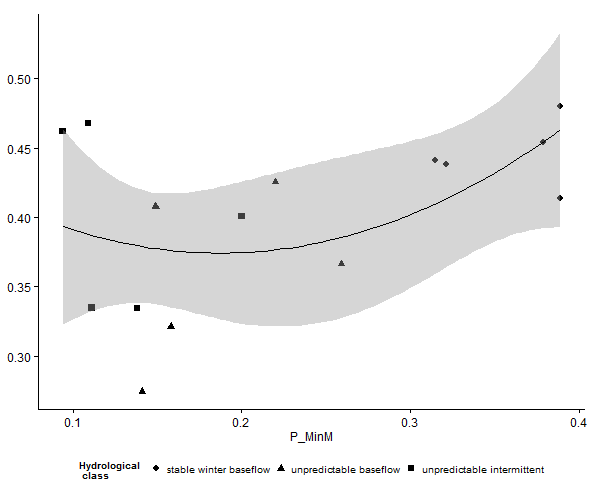 0.50
0.45
0.40
0.35
0.30
0.1 0.2 0.3 0.4
P_MinM
Hydrological
class
stable winter baseflow unpredictable baseflow unpredictable intermittent